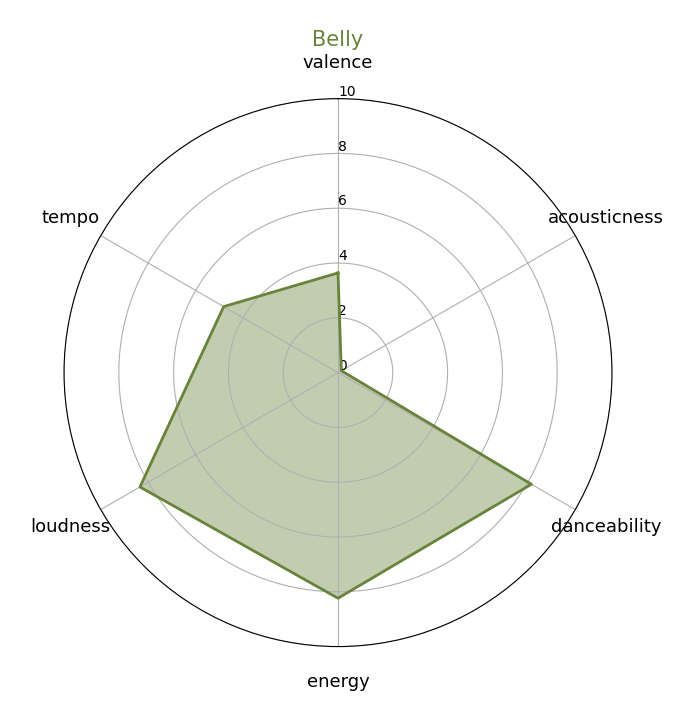 Belly
valence
10
8
6
4
2
0
tempo
acousticness
loudness
danceability
energy